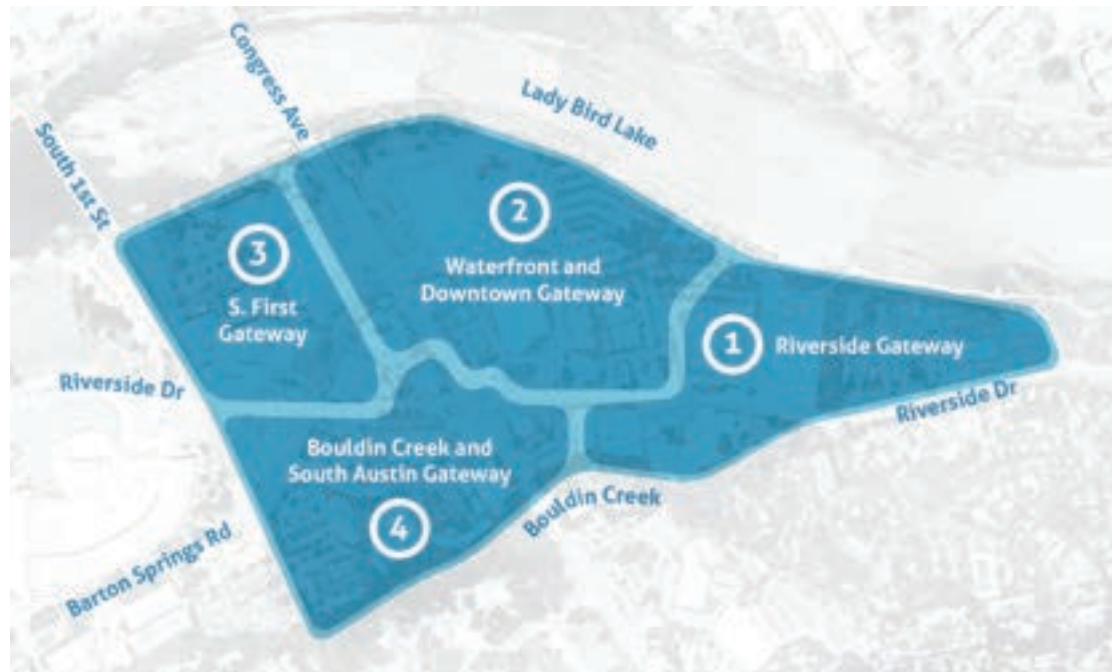 Congress Ave
Lady Bird Lake
South 1st St
2
Waterfront and
Downtown Gateway
3
S. First
Gateway
1
Riverside Gateway
Riverside Dr
Riverside Dr
Bouldin Creek and
South Austin Gateway
4
Bouldin Creek
Barton Springs Rd